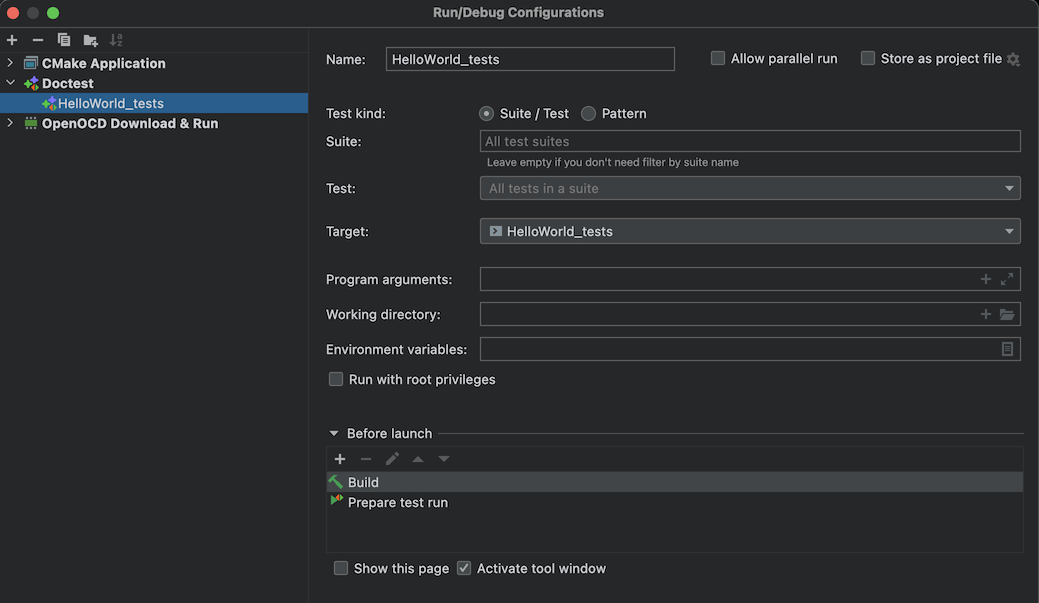 Run/Debug Configurations
CMake Application
Doctest
HelloWorld_tests
OpenOCD Download & Run
Name: HelloWorld_tests Allow parallel run Store as project file
Test kind: Suite / Test Pattern
Suite: All test suites
Leave empty if you don't need filter by suite name
Test: All tests in a suite
Target: HelloWorld_tests
Program arguments:
Working directory:
Environment variables:
Run with root privileges
Before launch
Build
Prepare test run
Show this page Activate tool window